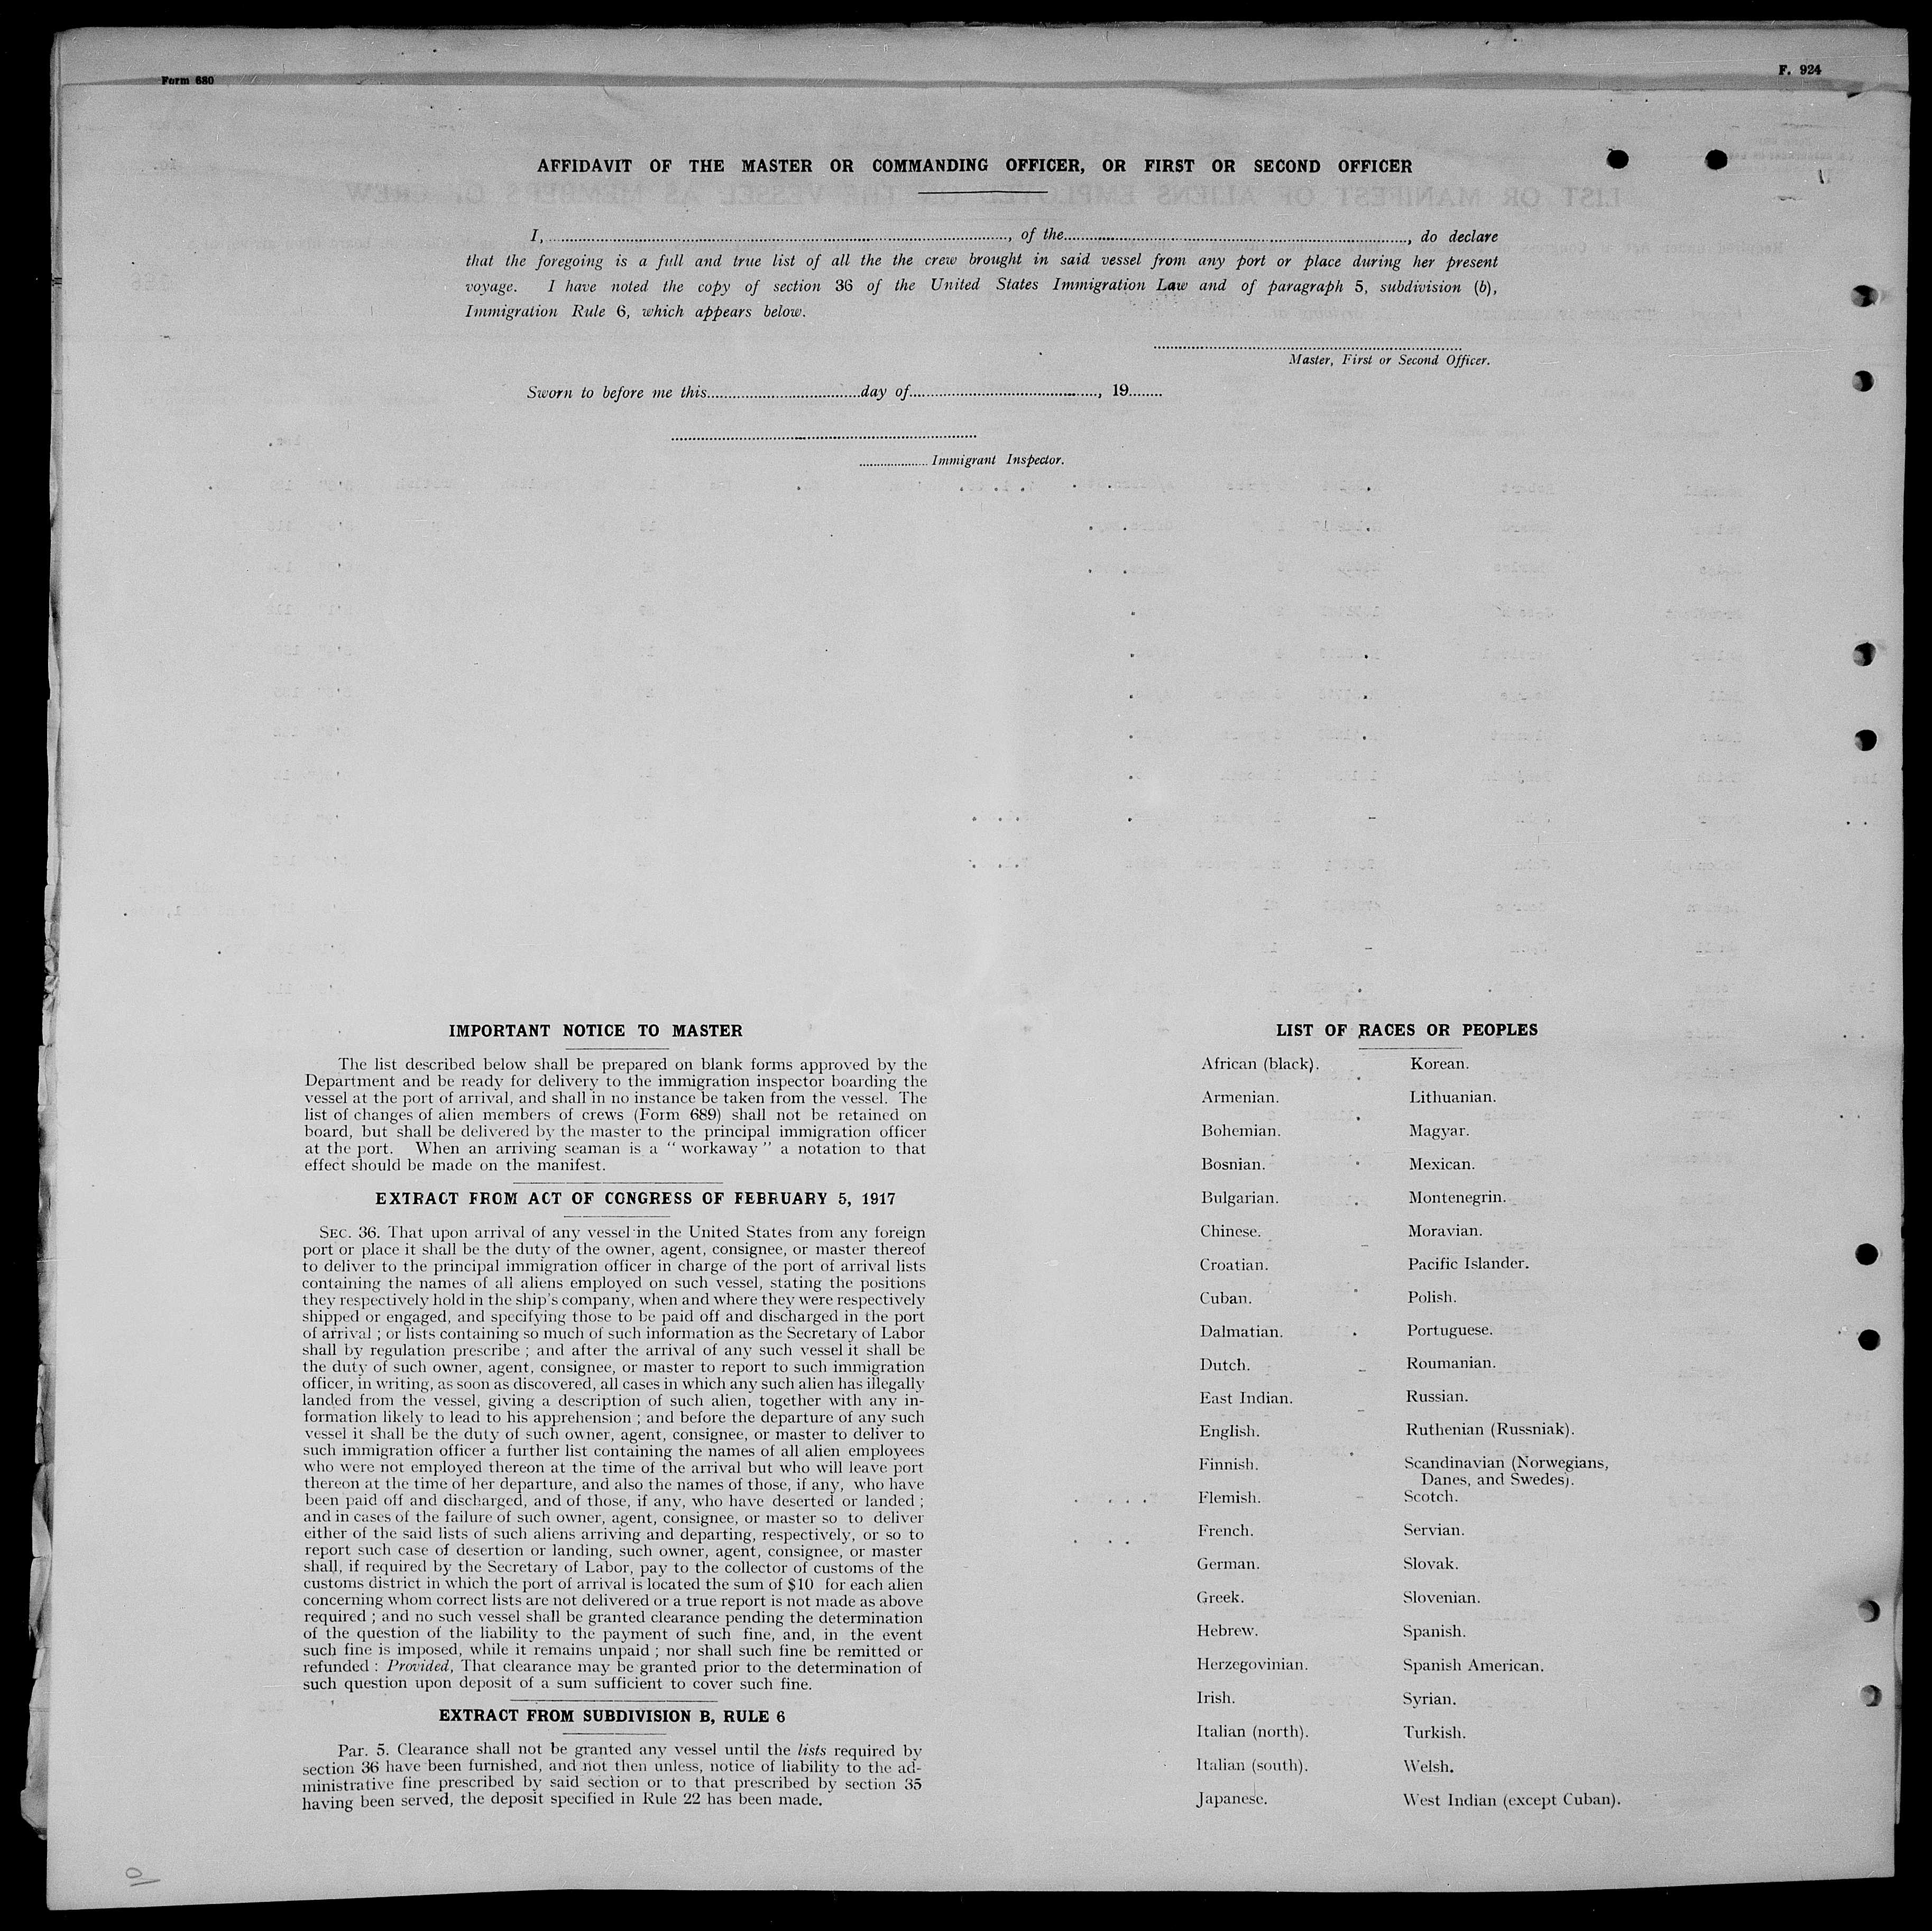 Form 680
F. 924
AFFIDAVIT OF THE MASTER OR COMMANDING OFFICER, OR FIRST OR SECOND OFFICER
I,........................, of the........................, do declare
that the foregoing is a full and true list of all the the crew brought in said vessel from any port or place during her present
voyage. I have noted the copy of section 36 of the United States Immigration Law and of paragraph 5, subdivision (b),
Immigration Rule 6, which appears below.
Master, First or Second Officer.
Sworn to before me this............day of............, 19........
............Immigrant Inspector.
IMPORTANT NOTICE TO MASTER
The list described below shall be prepared on blank forms approved by the
Department and be ready for delivery to the immigration inspector boarding the
vessel at the port of arrival, and shall in no instance be taken from the vessel. The
list of changes of alien members of crews (Form 689) shall not be retained on
board, but shall be delivered by the master to the principal immigration officer
at the port. When an arriving seaman is a "workaway" a notation to that
effect should be made on the manifest.
EXTRACT FROM ACT OF CONGRESS OF FEBRUARY 5, 1917
SEC. 36. That upon arrival of any vessel in the United States from any foreign
port or place it shall be the duty of the owner, agent, consignee, or master thereof
to deliver to the principal immigration officer in charge of the port of arrival lists
containing the names of all aliens employed on such vessel, stating the positions
they respectively hold in the ship's company, when and where they were respectively
shipped or engaged, and specifying those to be paid off and discharged in the port
of arrival ; or lists containing so much of such information as the Secretary of Labor
shall by regulation prescribe ; and after the arrival of any such vessel it shall be
the duty of such owner, agent, consignee, or master to report to such immigration
officer, in writing, as soon as discovered, all cases in which any such alien has illegally
landed from the vessel, giving a description of such alien, together with any in-
formation likely to lead to his apprehension ; and before the departure of any such
vessel it shall be the duty of such owner, agent, consignee, or master to deliver to
such immigration officer a further list containing the names of all alien employees
who were not employed thereon at the time of the arrival but who will leave port
thereon at the time of her departure, and also the names of those, if any, who have
been paid off and discharged, and of those, if any, who have deserted or landed ;
and in cases of the failure of such owner, agent, consignee, or master so to deliver
either of the said lists of such aliens arriving and departing, respectively, or so to
report such case of desertion or landing, such owner, agent, consignee, or master
shall, if required by the Secretary of Labor, pay to the collector of customs of the
customs district in which the port of arrival is located the sum of $10 for each alien
concerning whom correct lists are not delivered or a true report is not made as above
required ; and no such vessel shall be granted clearance pending the determination
of the question of the liability to the payment of such fine, and, in the event
such fine is imposed, while it remains unpaid ; nor shall such fine be remitted or
refunded : Provided, That clearance may be granted prior to the determination of
such question upon deposit of a sum sufficient to cover such fine.
EXTRACT FROM SUBDIVISION B, RULE 6
Par. 5. Clearance shall not be granted any vessel until the lists required by
section 36 have been furnished, and not then unless, notice of liability to the ad-
ministrative fine prescribed by said section or to that prescribed by section 35
having been served, the deposit specified in Rule 22 has been made.
LIST OF RACES OR PEOPLES
African (black).
Armenian.
Bohemian.
Bosnian.
Bulgarian.
Chinese.
Croatian.
Cuban.
Dalmatian.
Dutch.
East Indian.
English.
Finnish.
Flemish.
French.
German.
Greek.
Hebrew.
Herzegovinian.
Irish.
Italian (north).
Italian (south).
Japanese.
Korean.
Lithuanian.
Magyar.
Mexican.
Montenegrin.
Moravian.
Pacific Islander.
Polish.
Portuguese.
Roumanian.
Russian.
Ruthenian (Russniak).
Scandinavian (Norwegians,
Danes, and Swedes).
Scotch.
Servian.
Slovak.
Slovenian.
Spanish.
Spanish American.
Syrian.
Turkish.
Welsh.
West Indian (except Cuban).